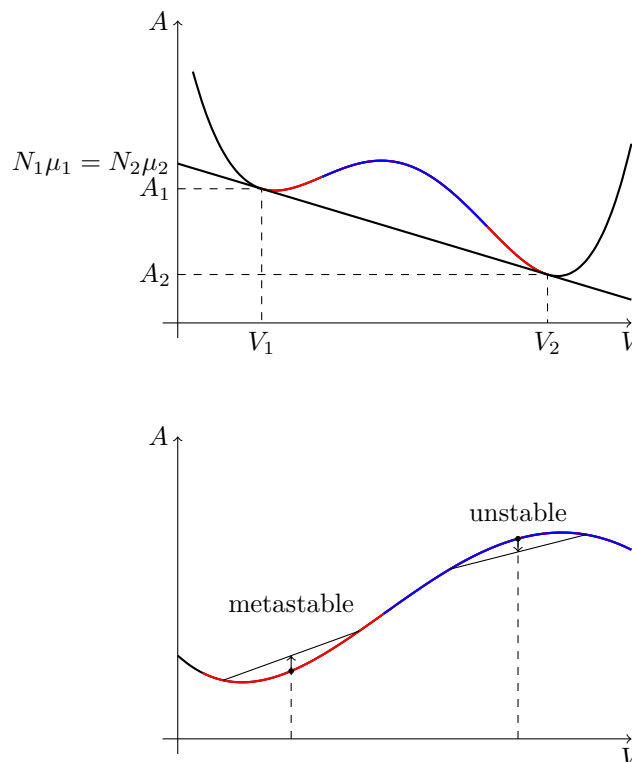 A
N₁μ₁ = N₂μ₂
A₁
A₂
V₁
V₂
V
A
unstable
metastable
V